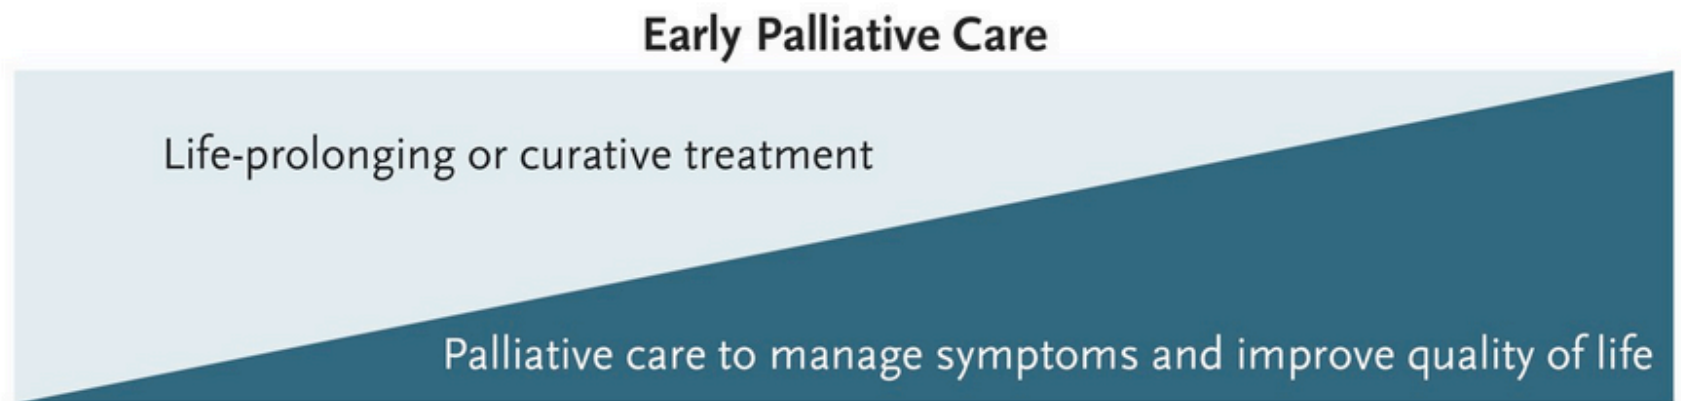 Early Palliative Care
Life-prolonging or curative treatment
Palliative care to manage symptoms and improve quality of life